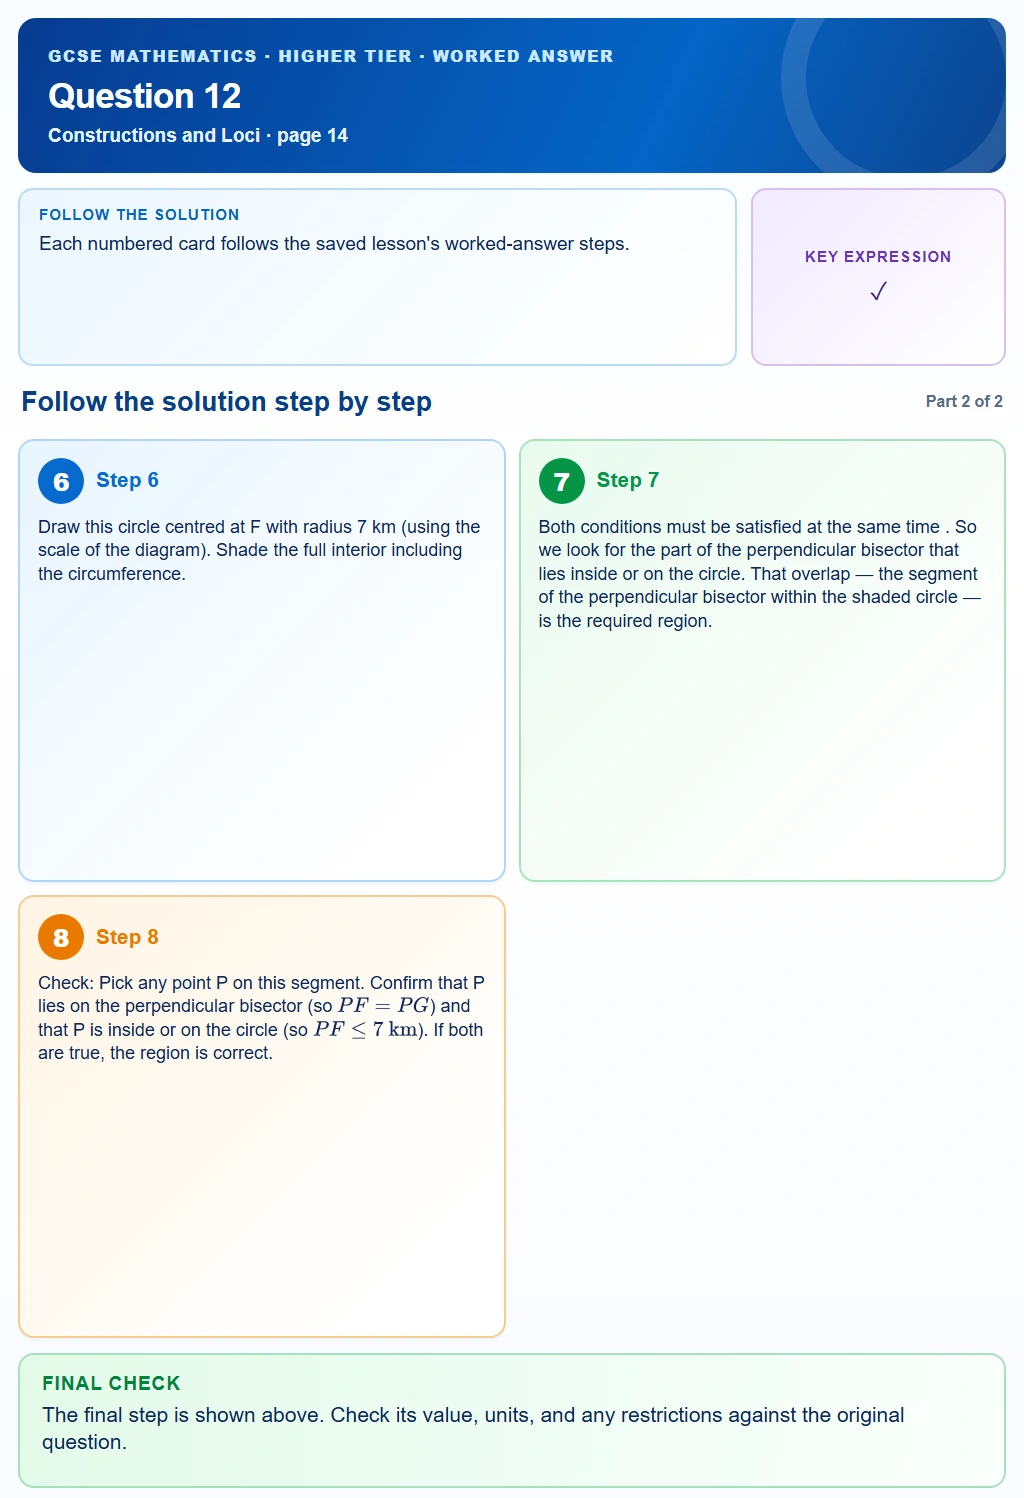 GCSE MATHEMATICS · HIGHER TIER · WORKED ANSWER
Question 12
Constructions and Loci · page 14
FOLLOW THE SOLUTION
Each numbered card follows the saved lesson's worked-answer steps.
KEY EXPRESSION
✓
Follow the solution step by step
Part 2 of 2
6 Step 6
Draw this circle centred at F with radius 7 km (using the
scale of the diagram). Shade the full interior including
the circumference.
7 Step 7
Both conditions must be satisfied at the same time . So
we look for the part of the perpendicular bisector that
lies inside or on the circle. That overlap — the segment
of the perpendicular bisector within the shaded circle —
is the required region.
8 Step 8
Check: Pick any point P on this segment. Confirm that P
lies on the perpendicular bisector (so PF = PG) and
that P is inside or on the circle (so PF ≤ 7 km). If both
are true, the region is correct.
FINAL CHECK
The final step is shown above. Check its value, units, and any restrictions against the original
question.